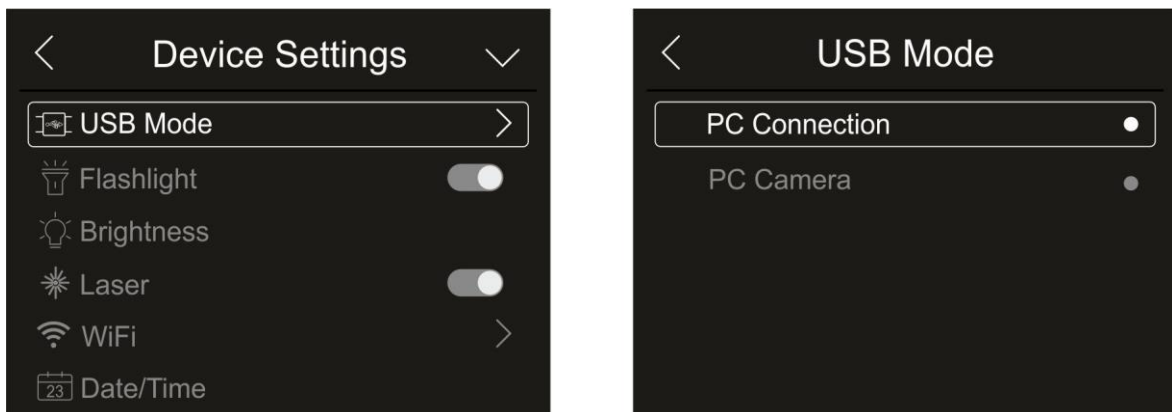 Device Settings
USB Mode
Flashlight
Brightness
Laser
WiFi
23 Date/Time
USB Mode
PC Connection
PC Camera